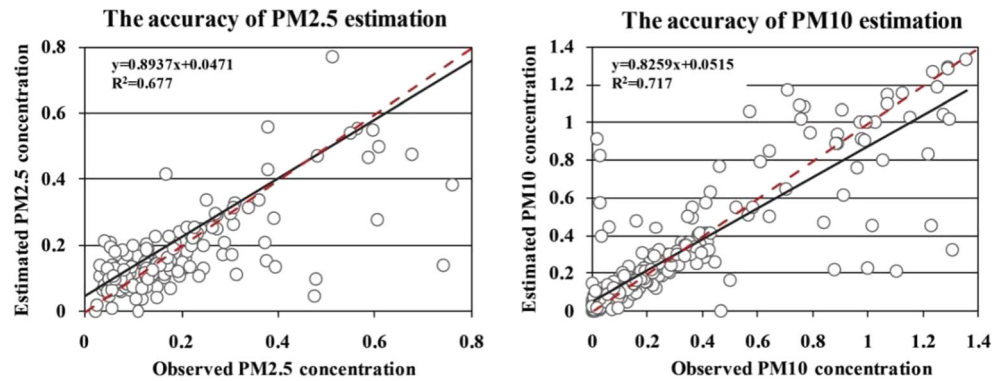 The accuracy of PM2.5 estimation
y=0.8937x+0.0471
R²=0.677
Estimated PM2.5 concentration
0.8
0.6
0.4
0.2
0
0 0.2 0.4 0.6 0.8
Observed PM2.5 concentration
The accuracy of PM10 estimation
y=0.8259x+0.0515
R²=0.717
Estimated PM10 concentration
1.4
1.2
1
0.8
0.6
0.4
0.2
0
0 0.2 0.4 0.6 0.8 1 1.2 1.4
Observed PM10 concentration